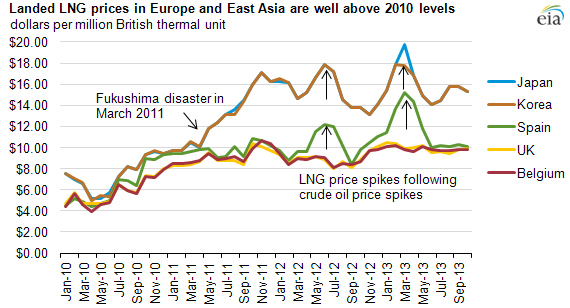 Landed LNG prices in Europe and East Asia are well above 2010 levels
dollars per million British thermal unit
eia
$20.00
$18.00
$16.00
$14.00
$12.00
$10.00
$8.00
$6.00
$4.00
$2.00
$0.00
Fukushima disaster in
March 2011
LNG price spikes following
crude oil price spikes
Japan
Korea
Spain
UK
Belgium
Jan-10
Mar-10
May-10
Jul-10
Sep-10
Nov-10
Jan-11
Mar-11
May-11
Jul-11
Sep-11
Nov-11
Jan-12
Mar-12
May-12
Jul-12
Sep-12
Nov-12
Jan-13
Mar-13
May-13
Jul-13
Sep-13